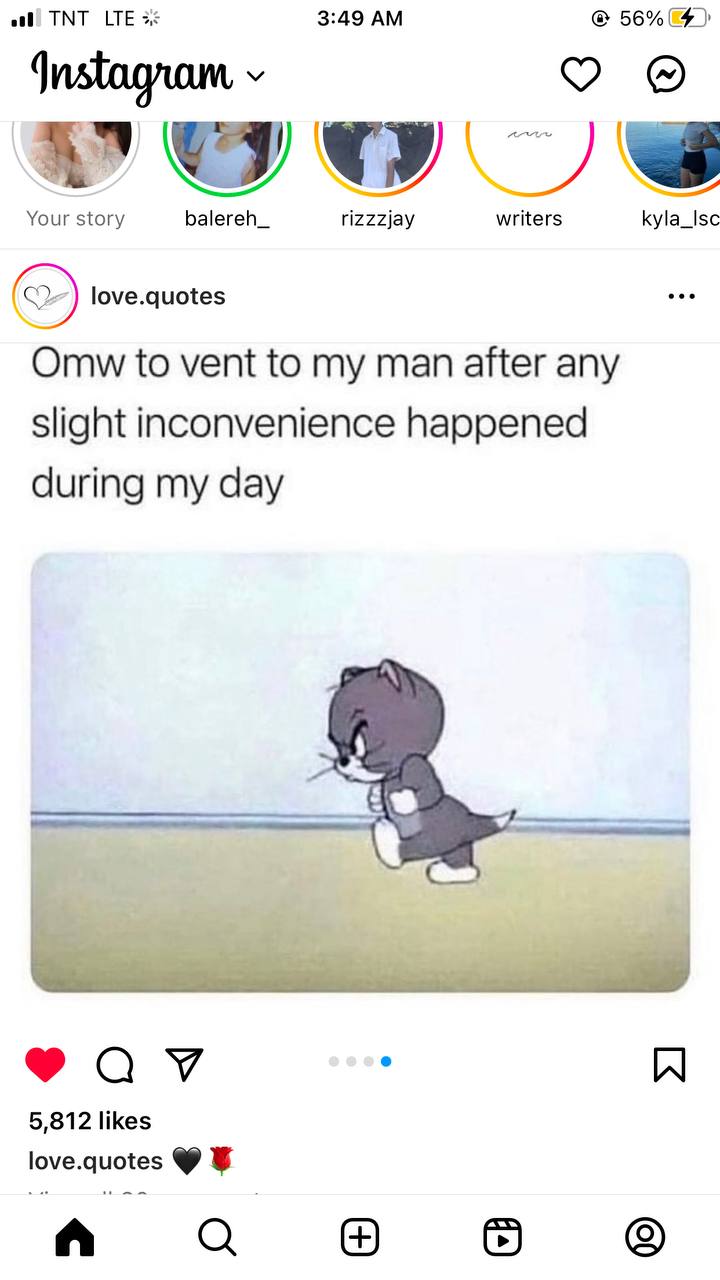 TNT LTE 3:49 AM 56%
Instagram
Your story balereh_ rizzzjay writers kyla_lsc
love.quotes
Omw to vent to my man after any
slight inconvenience happened
during my day
5,812 likes
love.quotes 🖤🌹